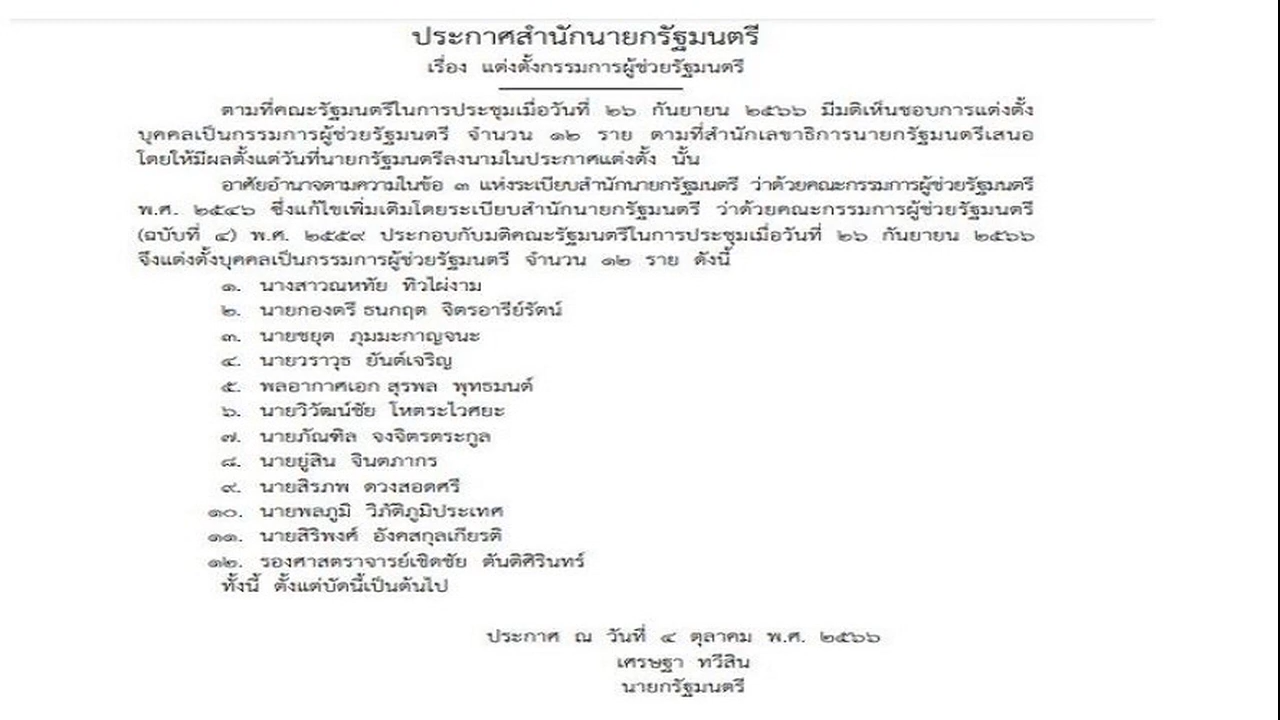 ประกาศสำนักนายกรัฐมนตรี
เรื่อง แต่งตั้งกรรมการผู้ช่วยรัฐมนตรี
ตามที่คณะรัฐมนตรีในการประชุมเมื่อวันที่ ๒๖ กันยายน ๒๕๖๖ มีมติเห็นชอบการแต่งตั้ง
บุคคลเป็นกรรมการผู้ช่วยรัฐมนตรี จำนวน ๑๒ ราย ตามที่สำนักเลขาธิการนายกรัฐมนตรีเสนอ
โดยให้มีผลตั้งแต่วันที่นายกรัฐมนตรีลงนามในประกาศแต่งตั้ง นั้น
อาศัยอำนาจตามความในข้อ ๓ แห่งระเบียบสำนักนายกรัฐมนตรี ว่าด้วยคณะกรรมการผู้ช่วยรัฐมนตรี
พ.ศ. ๒๕๔๖ ซึ่งแก้ไขเพิ่มเติมโดยระเบียบสำนักนายกรัฐมนตรี ว่าด้วยคณะกรรมการผู้ช่วยรัฐมนตรี
(ฉบับที่ ๔) พ.ศ. ๒๕๕๙ ประกอบกับมติคณะรัฐมนตรีในการประชุมเมื่อวันที่ ๒๖ กันยายน ๒๕๖๖
จึงแต่งตั้งบุคคลเป็นกรรมการผู้ช่วยรัฐมนตรี จำนวน ๑๒ ราย ดังนี้
๑. นางสาวณหทัย ทิวไผ่งาม
๒. นายกองตรี ธนกฤต จิตรอารีย์รัตน์
๓. นายชยุต ภุมมะกาญจนะ
๔. นายวราวุธ ยันต์เจริญ
๕. พลอากาศเอก สุรพล พุทธมนต์
๖. นายวิวัฒน์ชัย โหตระไวศยะ
๗. นายภัณฑิล จงจิตรตระกูล
๘. นายยู่สิน จินตภากร
๙. นายสิรภพ ดวงสอดศรี
๑๐. นายพลภูมิ วิภัติภูมิประเทศ
๑๑. นายสิริพงศ์ อังคสกุลเกียรติ
๑๒. รองศาสตราจารย์เชิดชัย ตันติศิรินทร์
ทั้งนี้ ตั้งแต่บัดนี้เป็นต้นไป
ประกาศ ณ วันที่ ๔ ตุลาคม พ.ศ. ๒๕๖๖
เศรษฐา ทวีสิน
นายกรัฐมนตรี